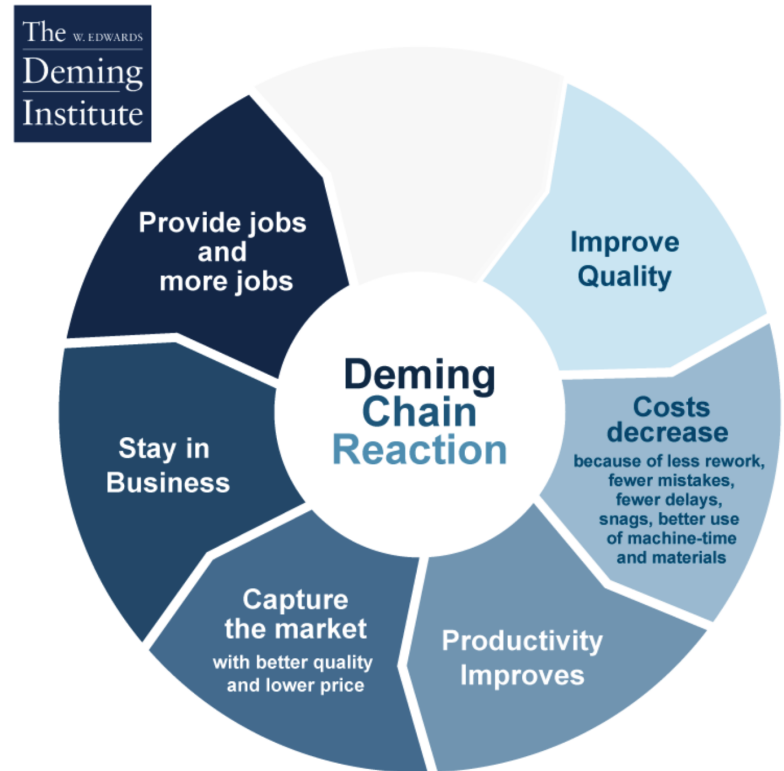 The W. EDWARDS
Deming
Institute
Improve
Quality
Costs
decrease
because of less rework,
fewer mistakes,
fewer delays,
snags, better use
of machine-time
and materials
Productivity
Improves
Capture
the market
with better quality
and lower price
Stay in
Business
Provide jobs
and
more jobs
Deming
Chain
Reaction